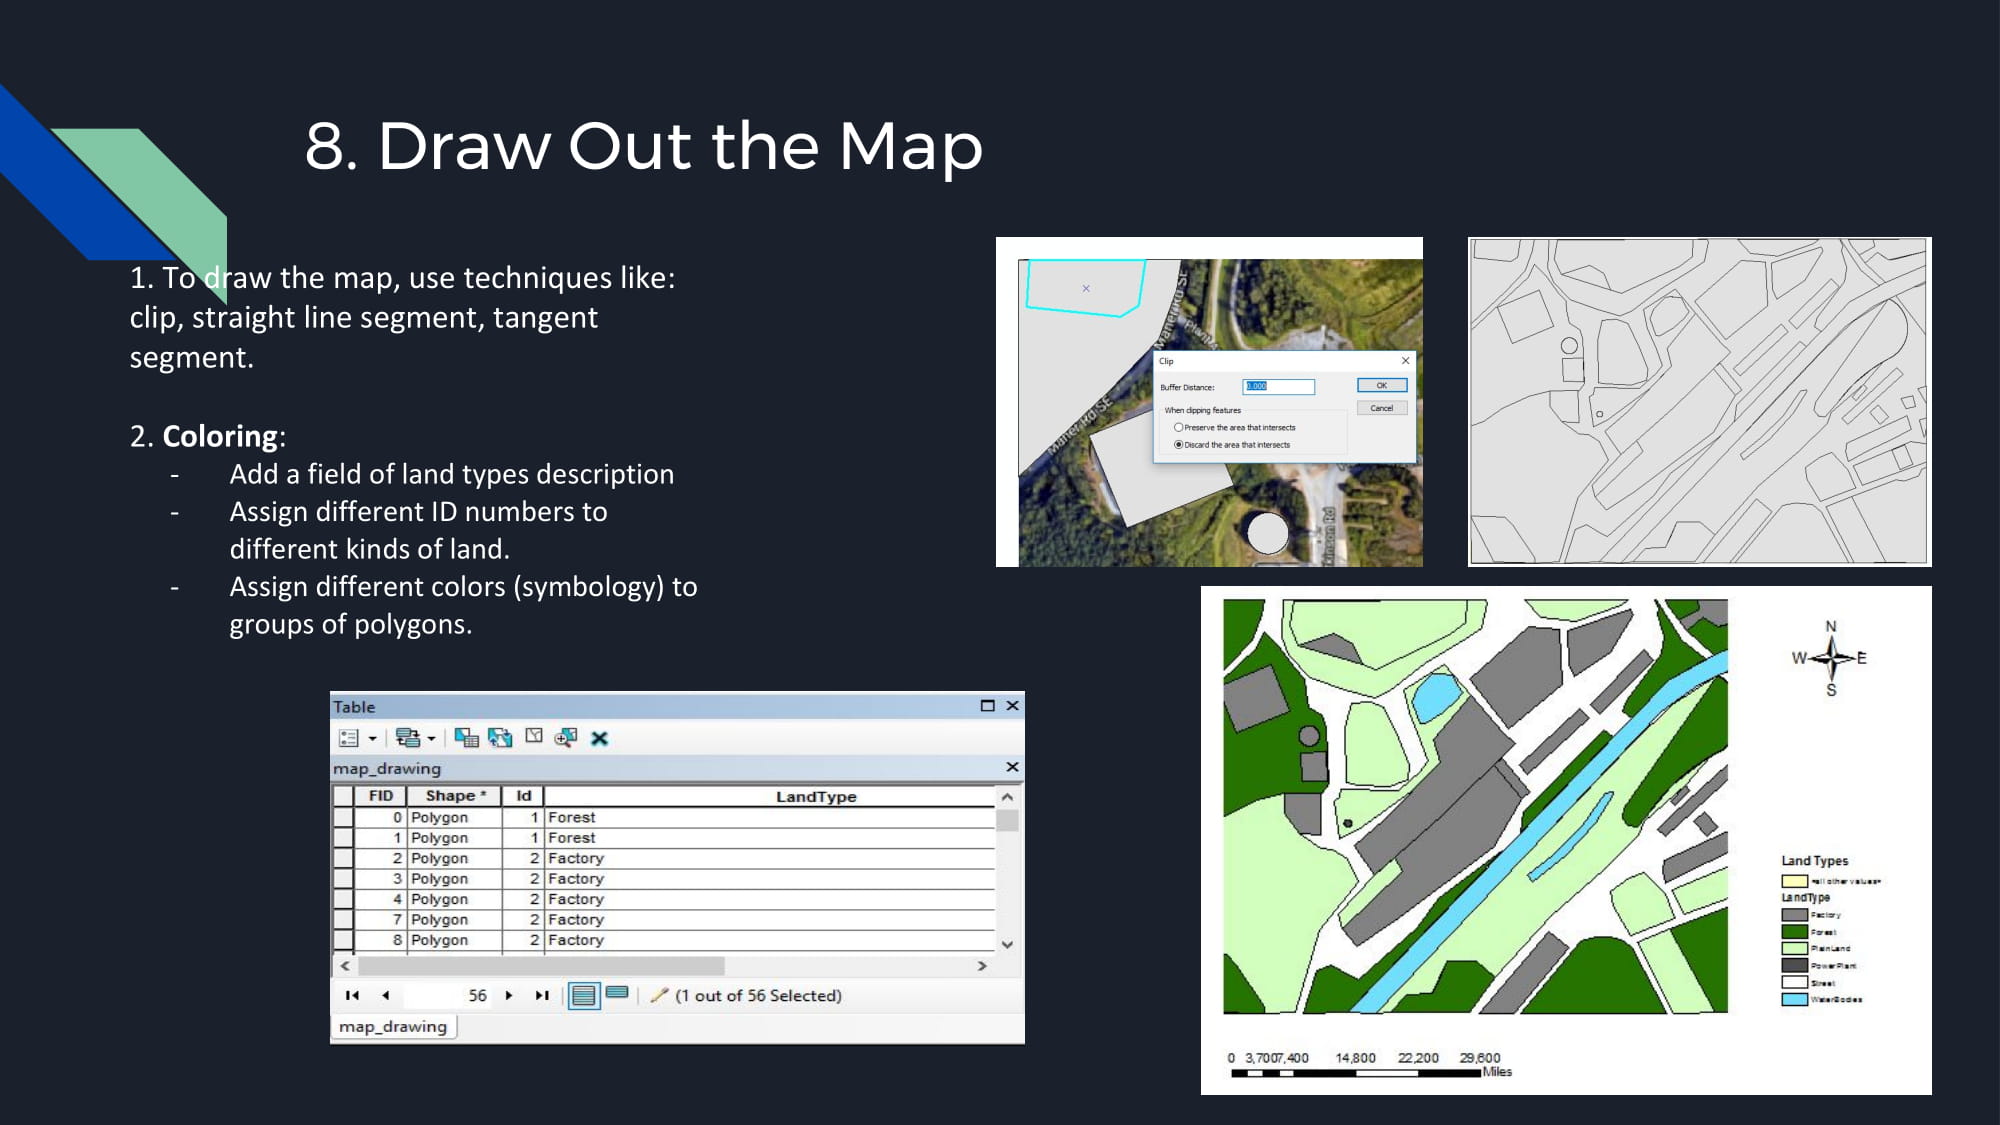 8. Draw Out the Map
1. To draw the map, use techniques like:
clip, straight line segment, tangent
segment.
2. Coloring:
- Add a field of land types description
- Assign different ID numbers to
different kinds of land.
- Assign different colors (symbology) to
groups of polygons.
Maner Rd SE
Maner Rd SE
Clip
Buffer Distance: 0.000
OK
Cancel
When clipping features
Preserve the area that intersects
Discard the area that intersects
Table
map_drawing
FID Shape * Id LandType
0 Polygon 1 Forest
1 Polygon 1 Forest
2 Polygon 2 Factory
3 Polygon 2 Factory
4 Polygon 2 Factory
7 Polygon 2 Factory
8 Polygon 2 Factory
56 (1 out of 56 Selected)
map_drawing
N
W E
S
Land Types
<all other values>
LandType
Factory
Forest
PlainLand
PowerPlant
Street
WaterBodies
0 3,7007,400 14,800 22,200 29,600
Miles